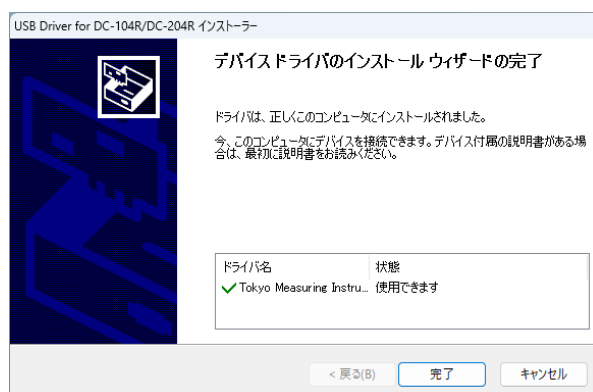 USB Driver for DC-104R/DC-204R インストーラー
デバイス ドライバのインストール ウィザードの完了
ドライバは、正しくこのコンピュータにインストールされました。
今、このコンピュータにデバイスを接続できます。デバイス付属の説明書がある場
合は、最初に説明書をお読みください。
ドライバ名 状態
Tokyo Measuring Instru... 使用できます
< 戻る(B) 完了 キャンセル